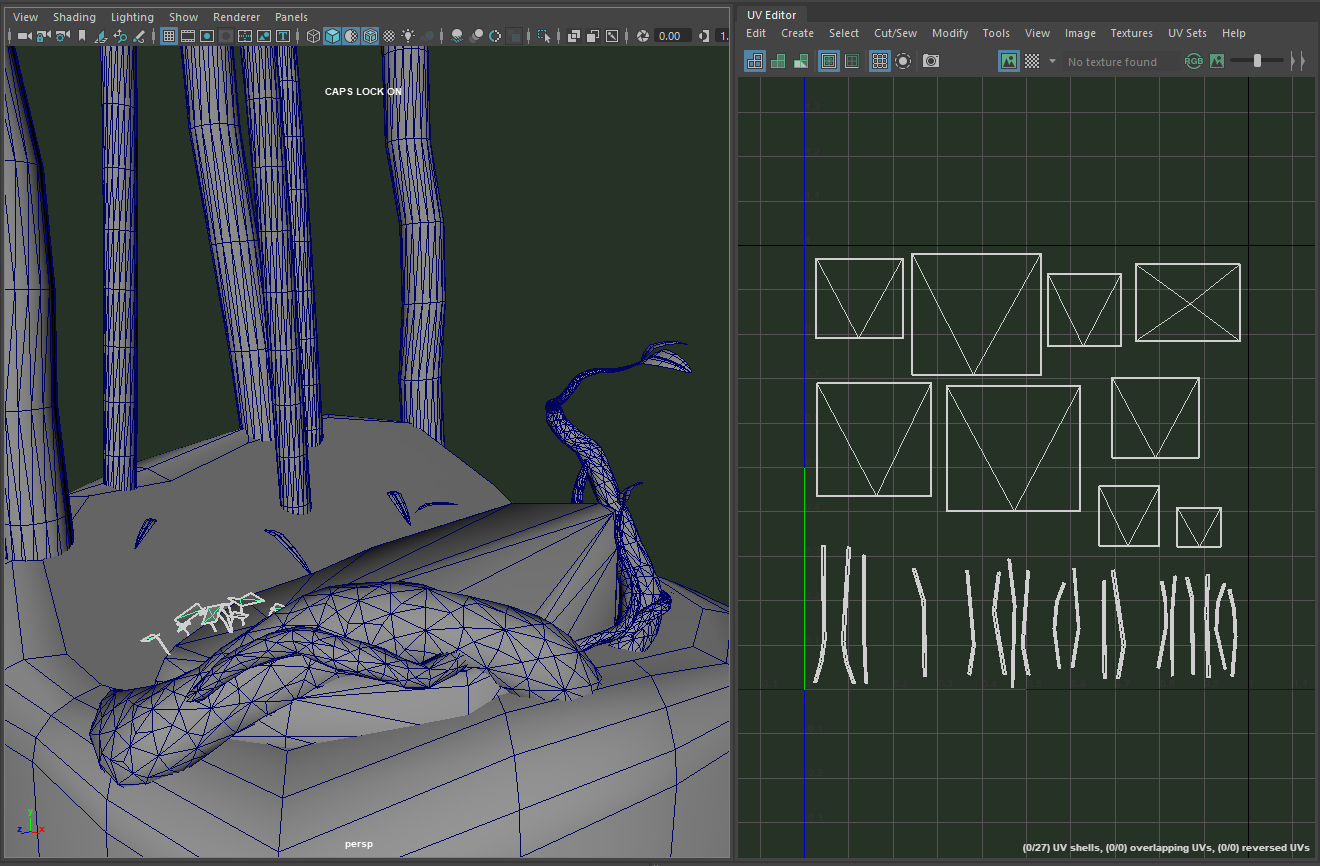 View Shading Lighting Show Renderer Panels
0.00 1.
CAPS LOCK ON
y
z x
persp
UV Editor
Edit Create Select Cut/Sew Modify Tools View Image Textures UV Sets Help
No texture found RGB
(0/27) UV shells, (0/0) overlapping UVs, (0/0) reversed UVs